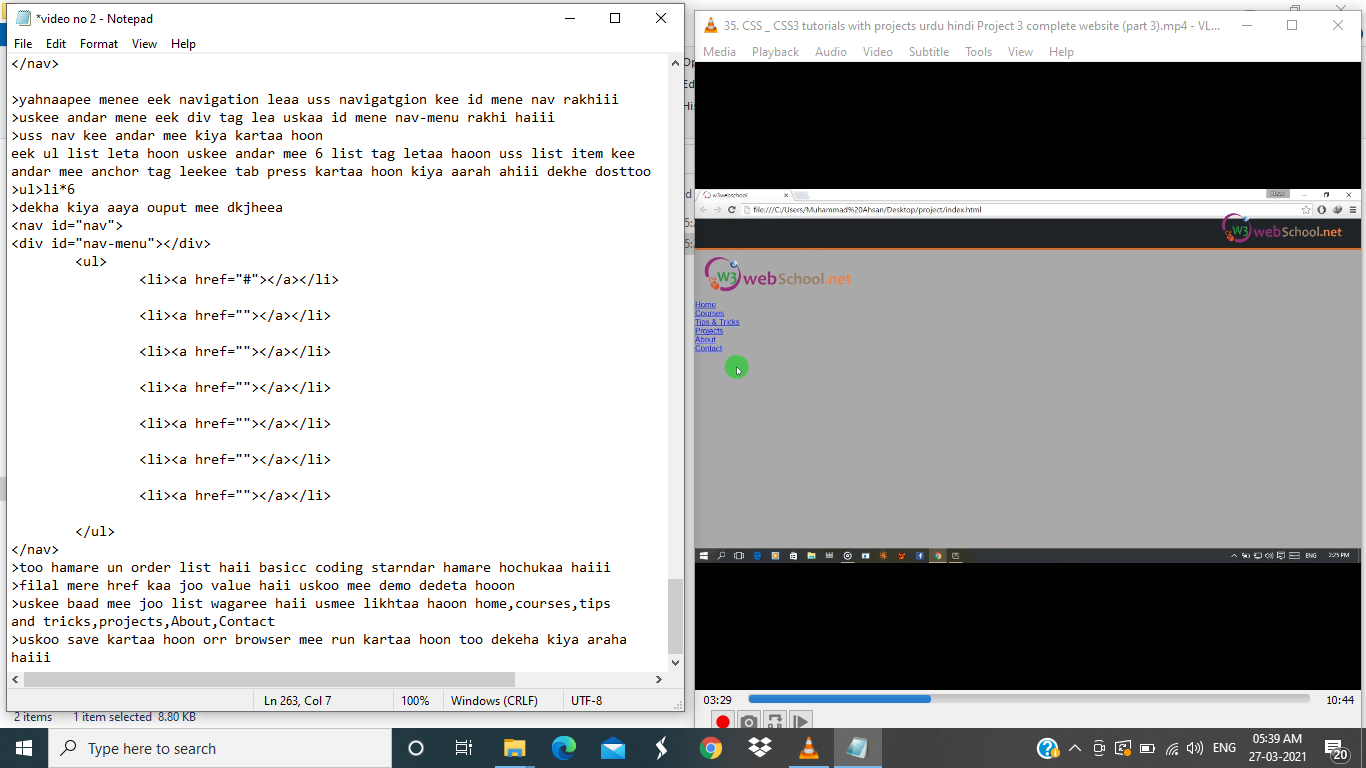 *video no 2 - Notepad
File Edit Format View Help
</nav>
>yahnaapee menee eek navigation leaa uss navigatgion kee id mene nav rakhiii
>uskee andar mene eek div tag lea uskaa id mene nav-menu rakhi haiii
>uss nav kee andar mee kiya kartaa hoon
eek ul list leta hoon uskee andar mee 6 list tag letaa haoon uss list item kee
andar mee anchor tag leekee tab press kartaa hoon kiya aarah ahiii dekhe dosttoo
>ul>li*6
>dekha kiya aaya ouput mee dkjheea
<nav id="nav">
<div id="nav-menu"></div>
<ul>
<li><a href="#"></a></li>
<li><a href=""></a></li>
<li><a href=""></a></li>
<li><a href=""></a></li>
<li><a href=""></a></li>
<li><a href=""></a></li>
<li><a href=""></a></li>
</ul>
</nav>
>too hamare un order list haii basicc coding starndar hamare hochukaa haiii
>filal mere href kaa joo value haii uskoo mee demo dedeta hooon
>uskee baad mee joo list wagaree haii usmee likhtaa haoon home,courses,tips
and tricks,projects,About,Contact
>uskoo save kartaa hoon orr browser mee run kartaa hoon too dekeha kiya araha
haiii
Ln 263, Col 7 100% Windows (CRLF) UTF-8
2 items 1 item selected 8.80 KB
35. CSS _ CSS3 tutorials with projects urdu hindi Project 3 complete website (part 3).mp4 - VL...
Media Playback Audio Video Subtitle Tools View Help
w3webschool
file:///C:/Users/Muhammad%20Ahsan/Desktop/project/index.html
W3 webSchool.net
W3 webSchool.net
Home
Courses
Tips & Tricks
Projects
About
Contact
ENG 2:25 PM
03:29 10:44
Type here to search
ENG
05:39 AM
27-03-2021
20